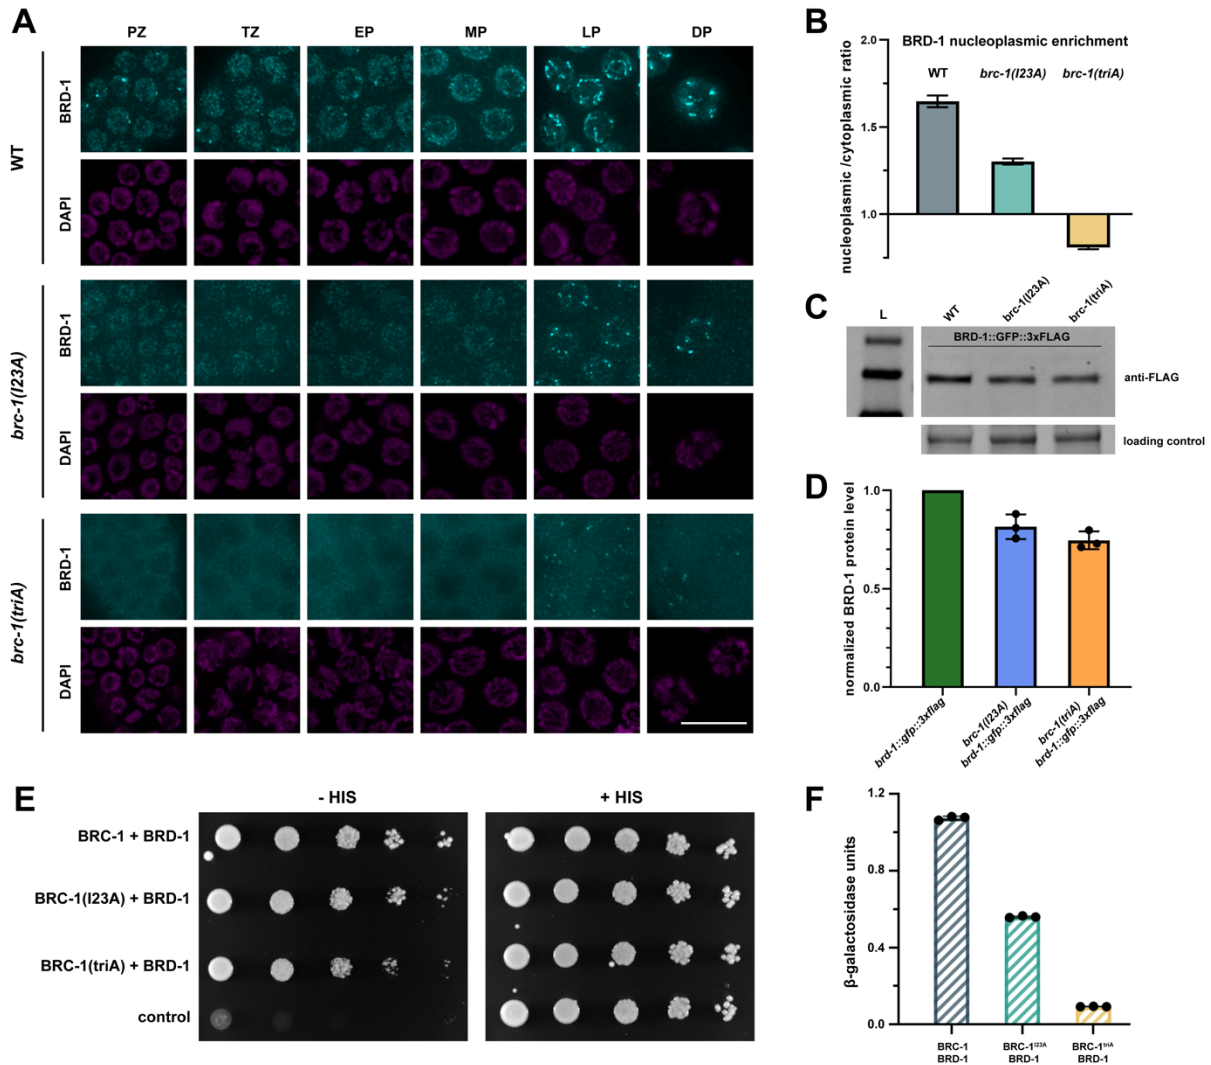 A
PZ TZ EP MP LP DP
WT
BRD-1
DAPI
brc-1(I23A)
BRD-1
DAPI
brc-1(triA)
BRD-1
DAPI
B
BRD-1 nucleoplasmic enrichment
WT brc-1(I23A) brc-1(triA)
nucleoplasmic /cytoplasmic ratio
2.0
1.5
1.0
C
L WT brc-1(I23A) brc-1(triA)
BRD-1::GFP::3xFLAG
anti-FLAG
loading control
D
normalized BRD-1 protein level
1.0
0.5
0.0
brd-1::gfp::3xflag
brc-1(I23A)
brd-1::gfp::3xflag
brc-1(triA)
brd-1::gfp::3xflag
E
- HIS + HIS
BRC-1 + BRD-1
BRC-1(I23A) + BRD-1
BRC-1(triA) + BRD-1
control
F
β-galactosidase units
1.2
0.8
0.4
0.0
BRC-1 BRC-1ᴵ²³ᴬ BRC-1ᵗʳⁱᴬ
BRD-1 BRD-1 BRD-1